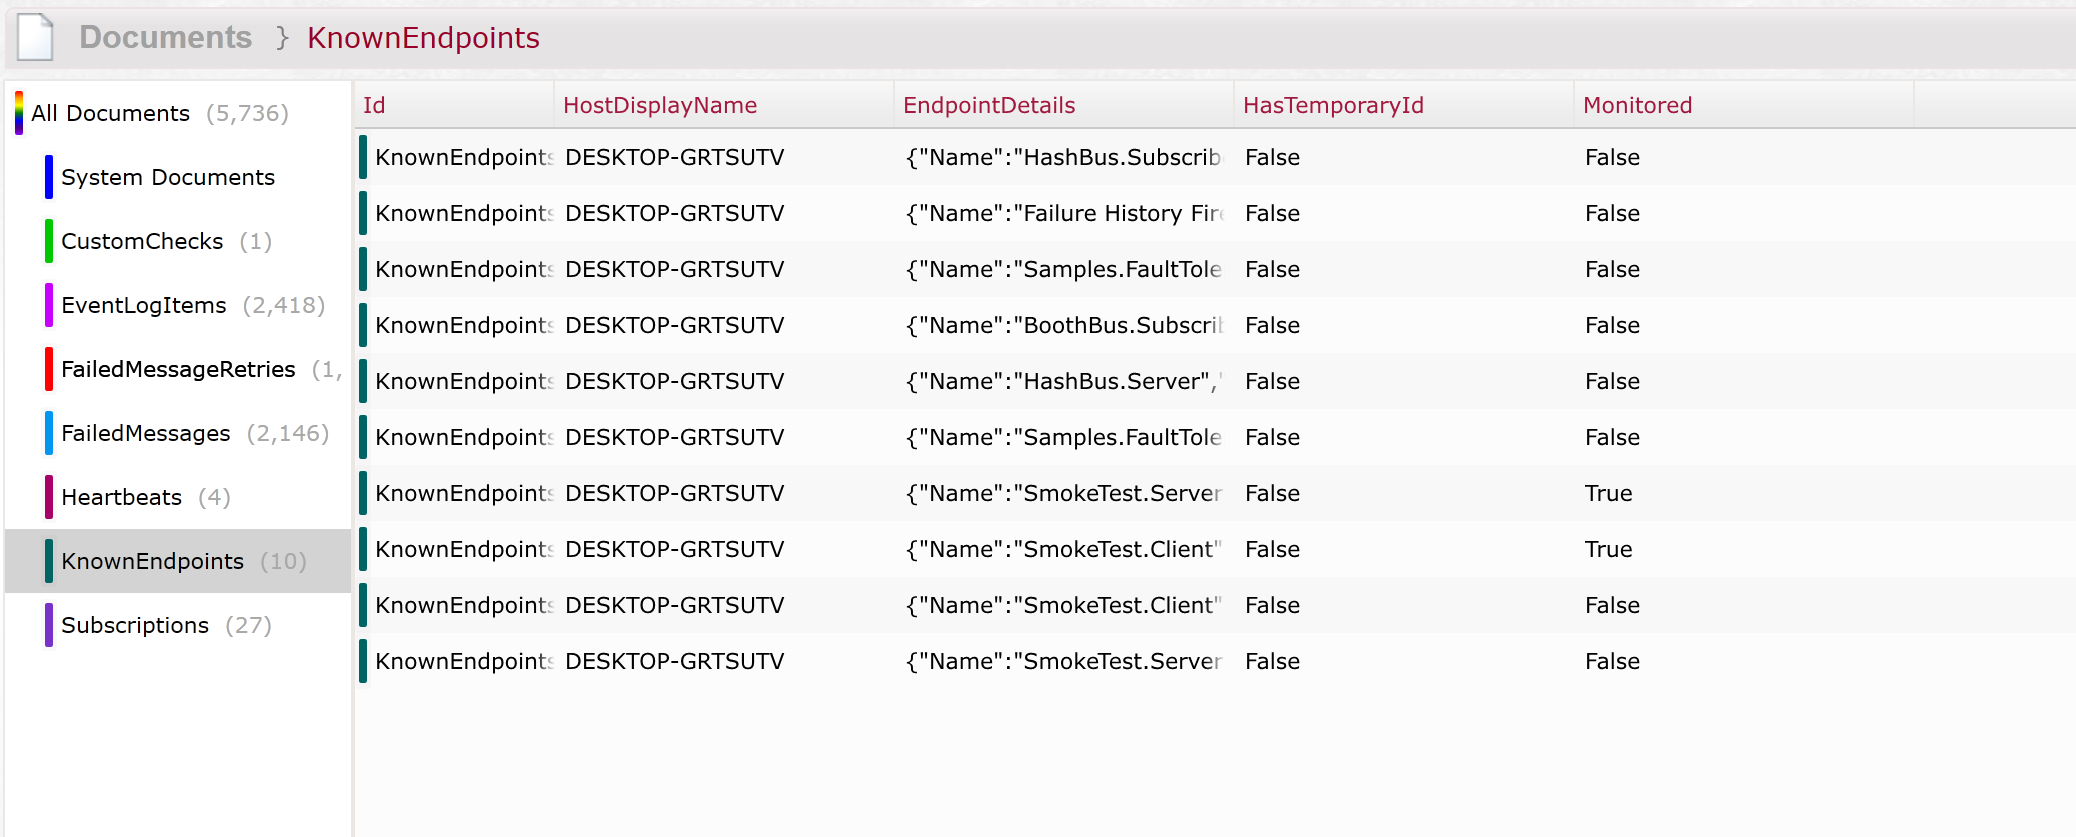 Documents } KnownEndpoints
All Documents (5,736)
System Documents
CustomChecks (1)
EventLogItems (2,418)
FailedMessageRetries (1,
FailedMessages (2,146)
Heartbeats (4)
KnownEndpoints (10)
Subscriptions (27)
Id HostDisplayName EndpointDetails HasTemporaryId Monitored
KnownEndpoints DESKTOP-GRTSUTV {"Name":"HashBus.Subscribe False False
KnownEndpoints DESKTOP-GRTSUTV {"Name":"Failure History Fire False False
KnownEndpoints DESKTOP-GRTSUTV {"Name":"Samples.FaultTole False False
KnownEndpoints DESKTOP-GRTSUTV {"Name":"BoothBus.Subscrib False False
KnownEndpoints DESKTOP-GRTSUTV {"Name":"HashBus.Server"," False False
KnownEndpoints DESKTOP-GRTSUTV {"Name":"Samples.FaultTole False False
KnownEndpoints DESKTOP-GRTSUTV {"Name":"SmokeTest.Server False True
KnownEndpoints DESKTOP-GRTSUTV {"Name":"SmokeTest.Client" False True
KnownEndpoints DESKTOP-GRTSUTV {"Name":"SmokeTest.Client" False False
KnownEndpoints DESKTOP-GRTSUTV {"Name":"SmokeTest.Server False False